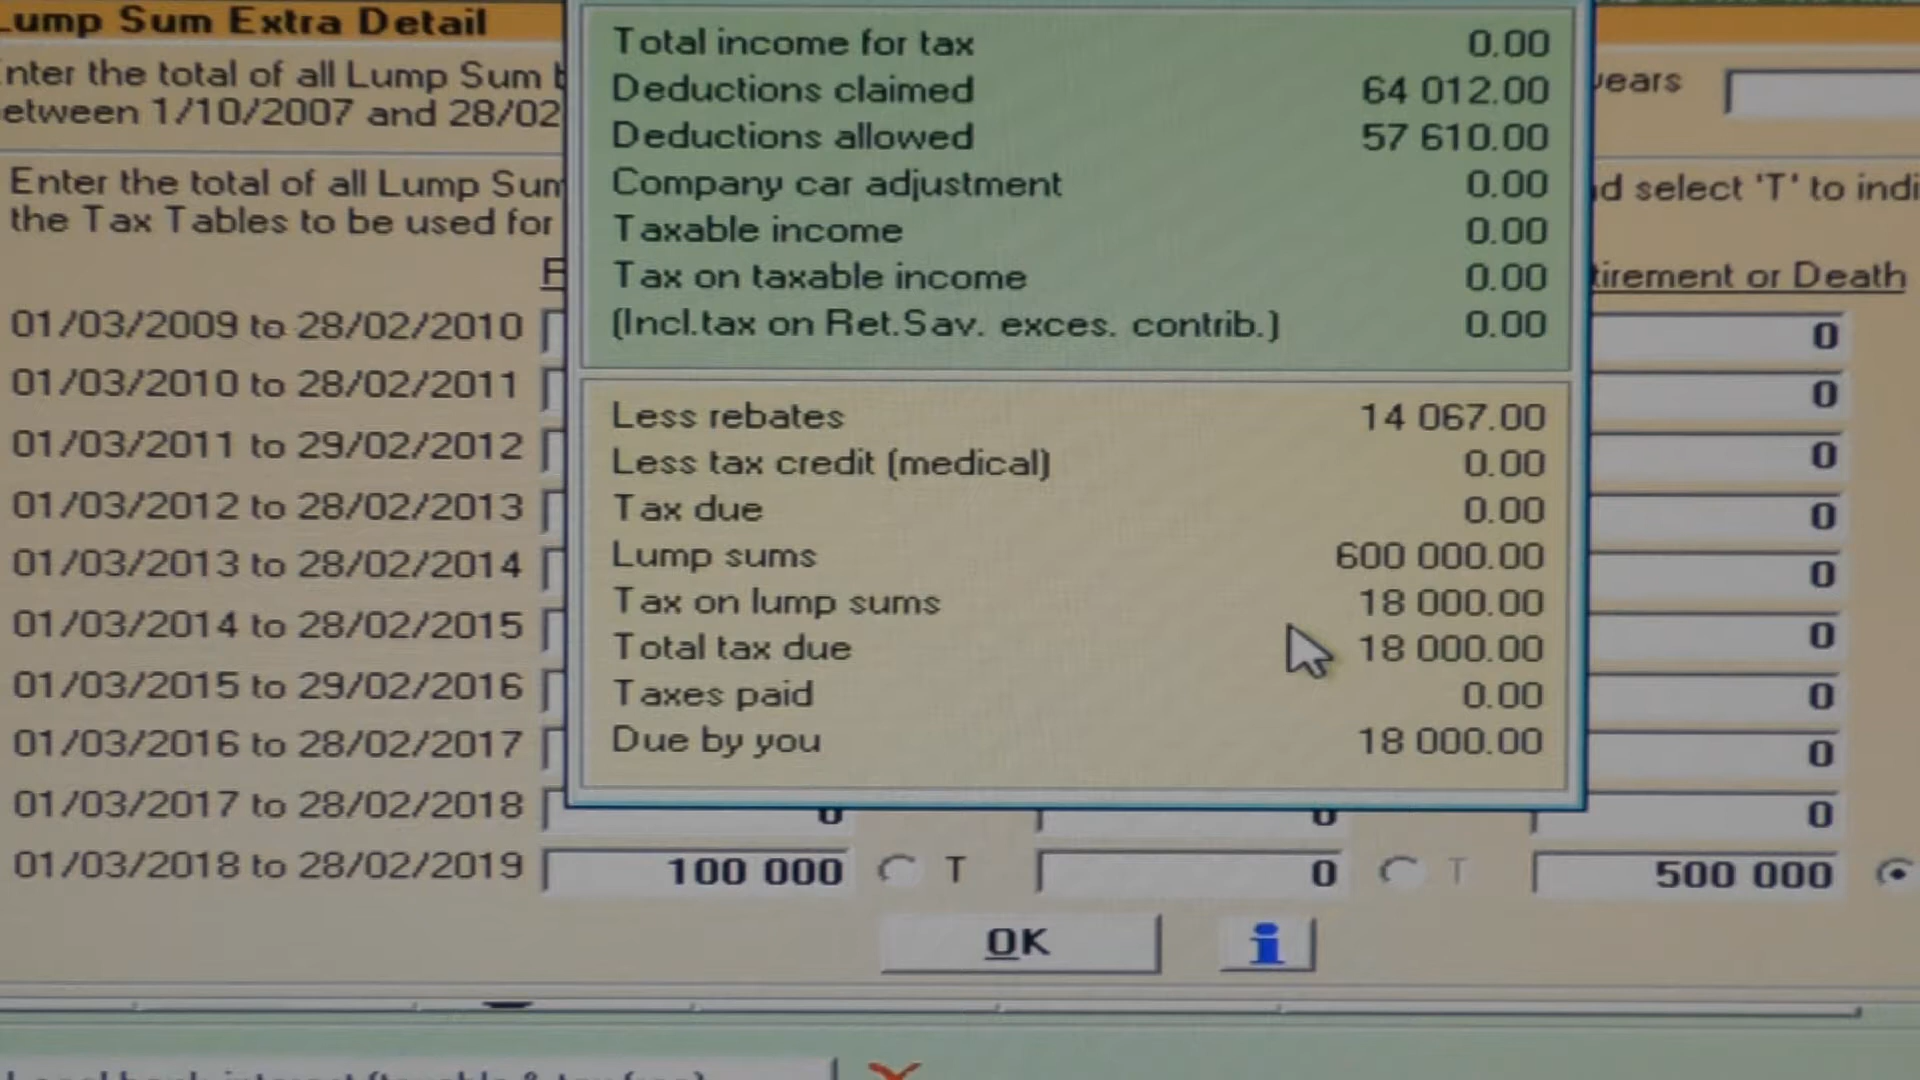 Lump Sum Extra Detail
Enter the total of all Lump Sum
between 1/10/2007 and 28/02
years
Enter the total of all Lump Sum
the Tax Tables to be used for
d select 'T' to indi
irement or Death
Total income for tax 0.00
Deductions claimed 64 012.00
Deductions allowed 57 610.00
Company car adjustment 0.00
Taxable income 0.00
Tax on taxable income 0.00
(Incl.tax on Ret.Sav. exces. contrib.) 0.00
Less rebates 14 067.00
Less tax credit (medical) 0.00
Tax due 0.00
Lump sums 600 000.00
Tax on lump sums 18 000.00
Total tax due 18 000.00
Taxes paid 0.00
Due by you 18 000.00
01/03/2009 to 28/02/2010 0
01/03/2010 to 28/02/2011 0
01/03/2011 to 29/02/2012 0
01/03/2012 to 28/02/2013 0
01/03/2013 to 28/02/2014 0
01/03/2014 to 28/02/2015 0
01/03/2015 to 29/02/2016 0
01/03/2016 to 28/02/2017 0
01/03/2017 to 28/02/2018 0 0 0
01/03/2018 to 28/02/2019 100 000 T 0 T 500 000
OK i